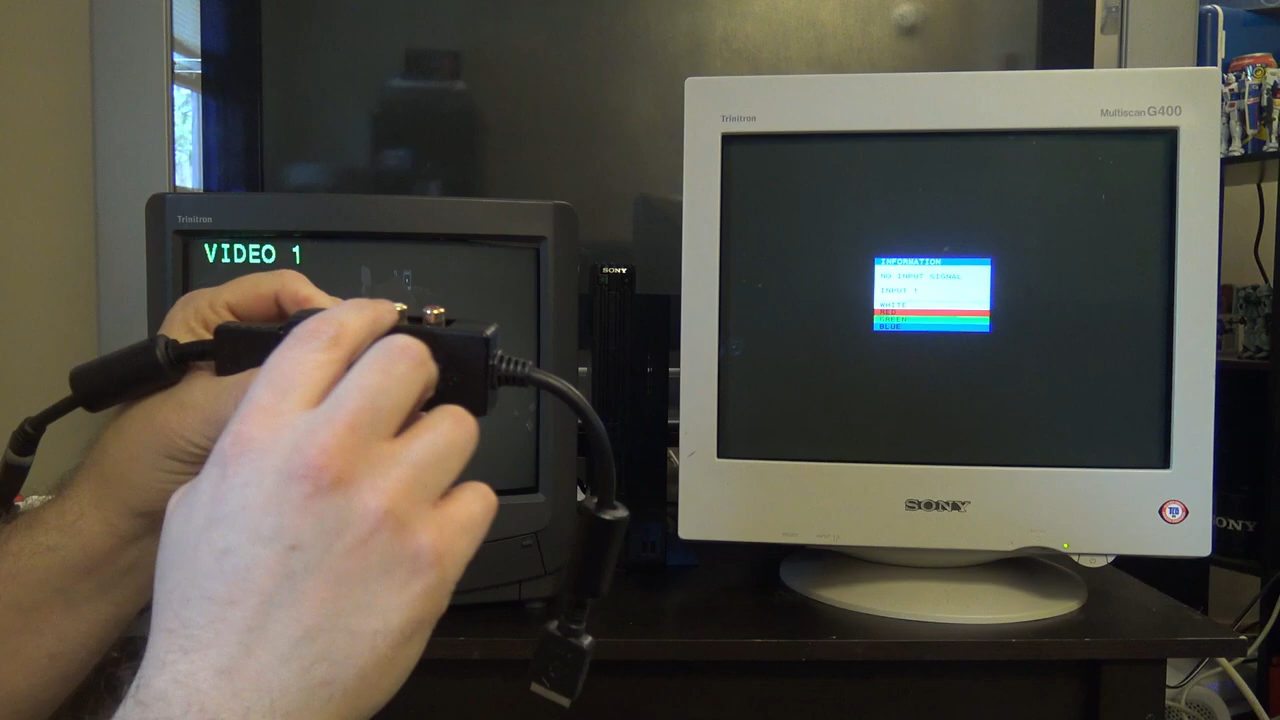 Trinitron
Multiscan G400
Trinitron
VIDEO 1
INFORMATION
NO INPUT SIGNAL
INPUT 1
WHITE
RED
GREEN
BLUE
SONY
SONY
TCO
SONY